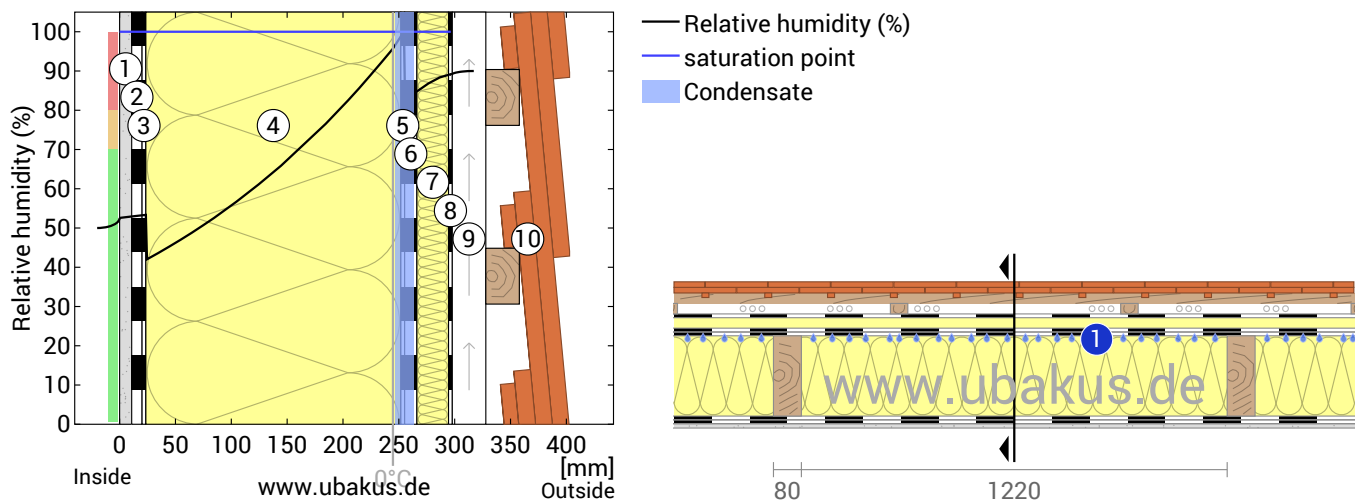 Relative humidity (%)
100
90
80
70
60
50
40
30
20
10
0
1
2
3
4
5
6
7
8
9
10
0 50 100 150 200 250 300 350 400
[mm]
Inside
0°C
www.ubakus.de
Outside
Relative humidity (%)
saturation point
Condensate
1
www.ubakus.de
80
1220